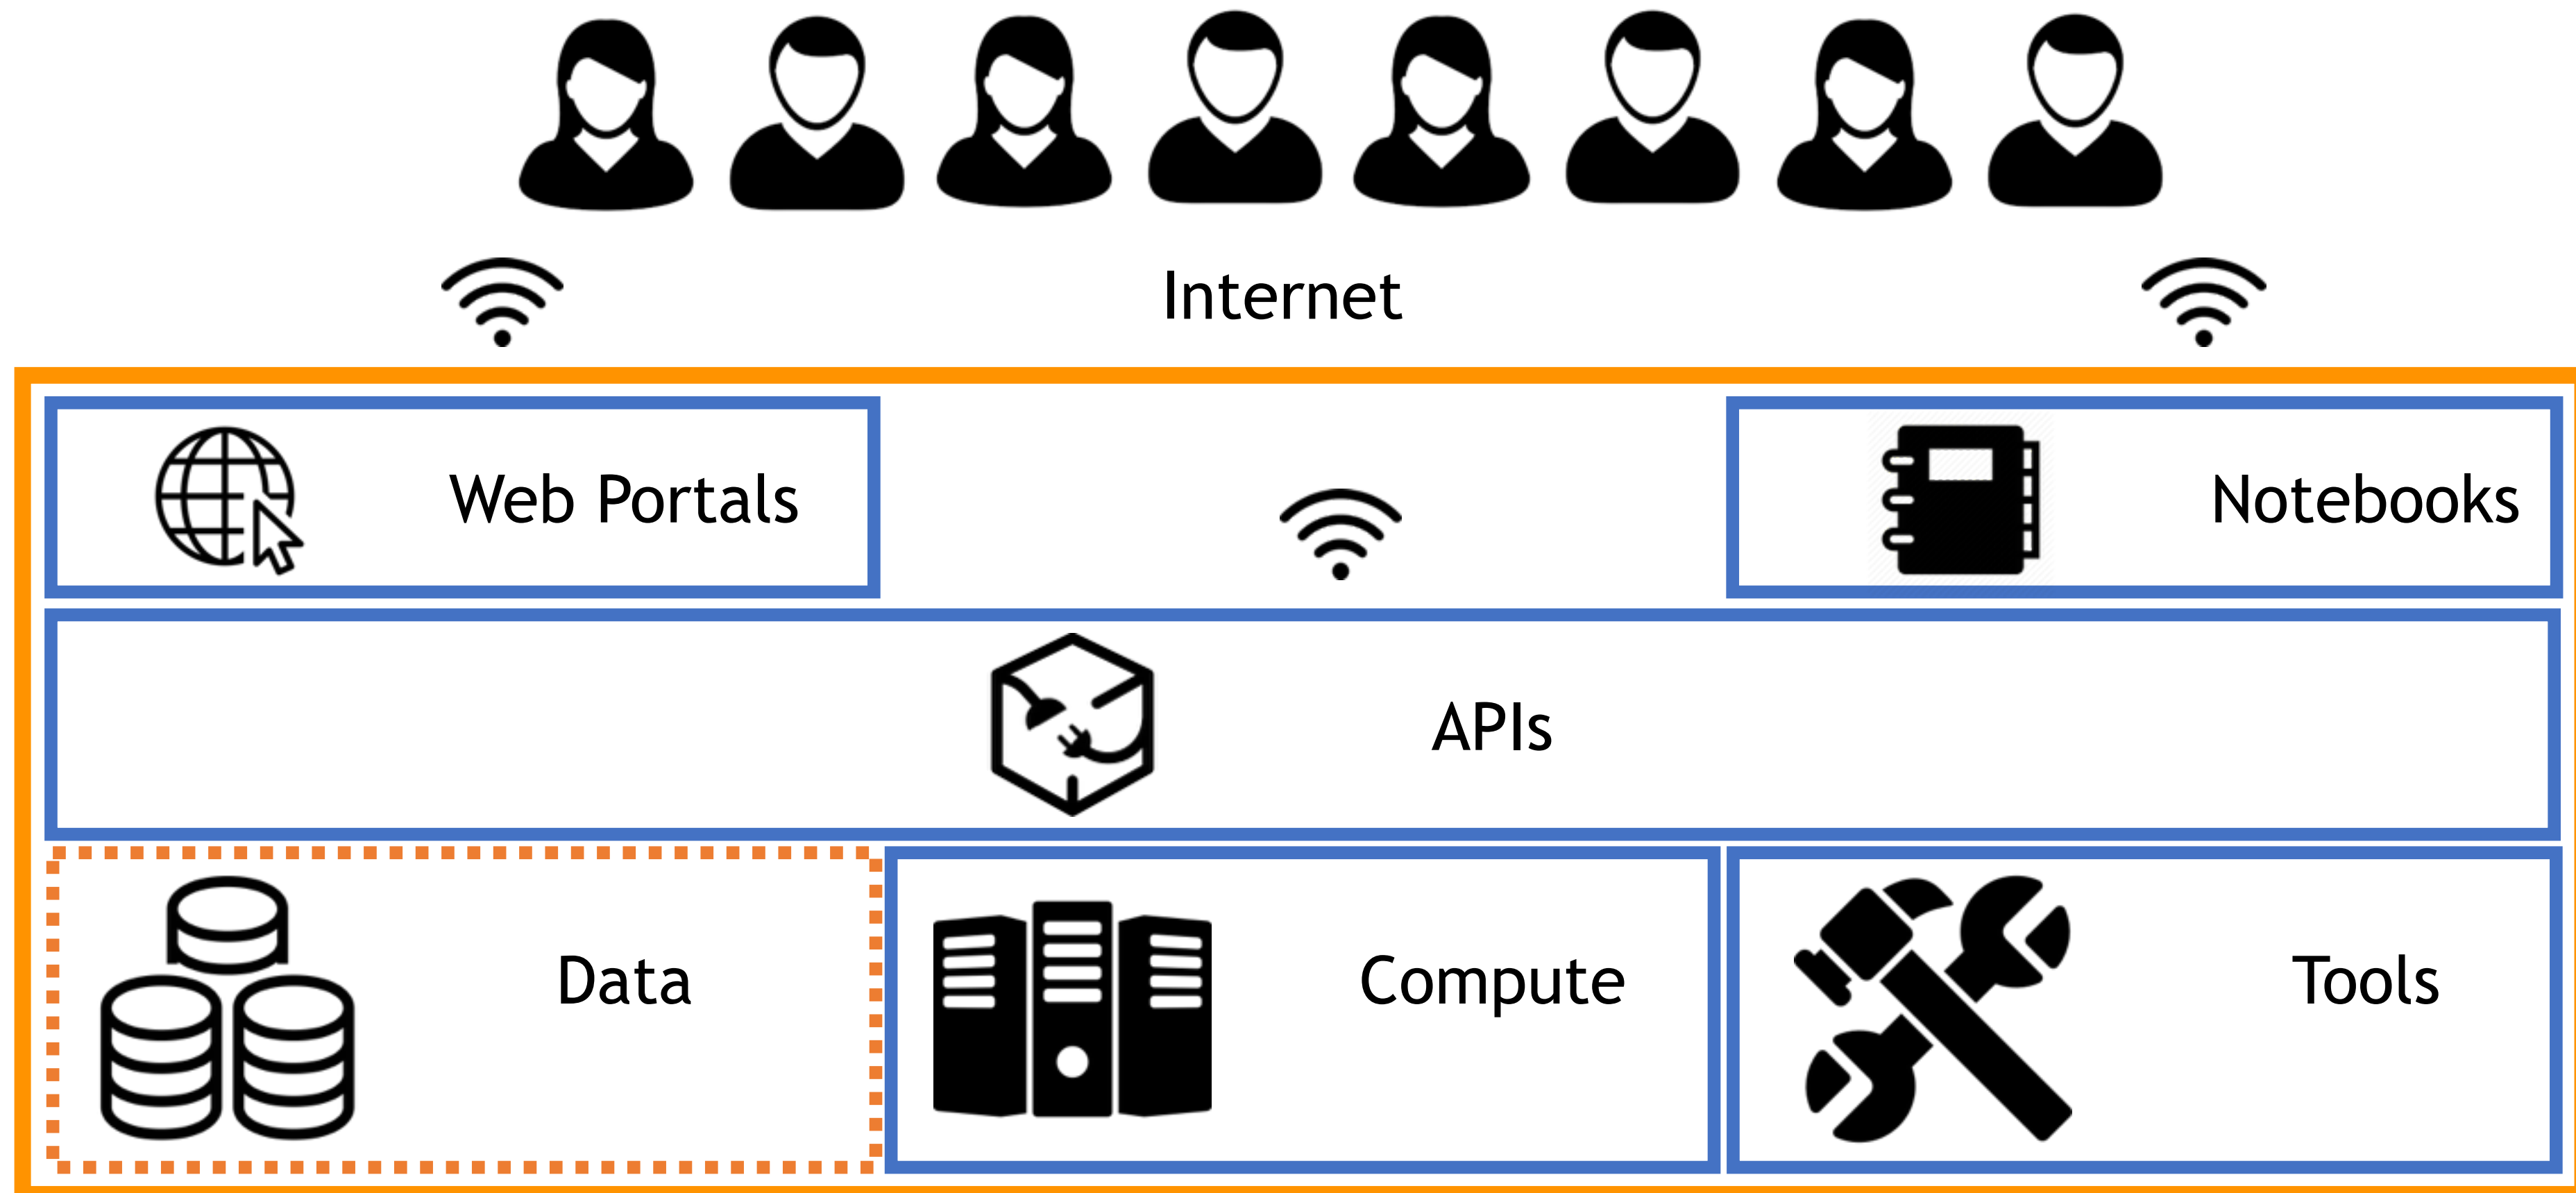 Internet
Web Portals
Notebooks
APIs
Data
Compute
Tools